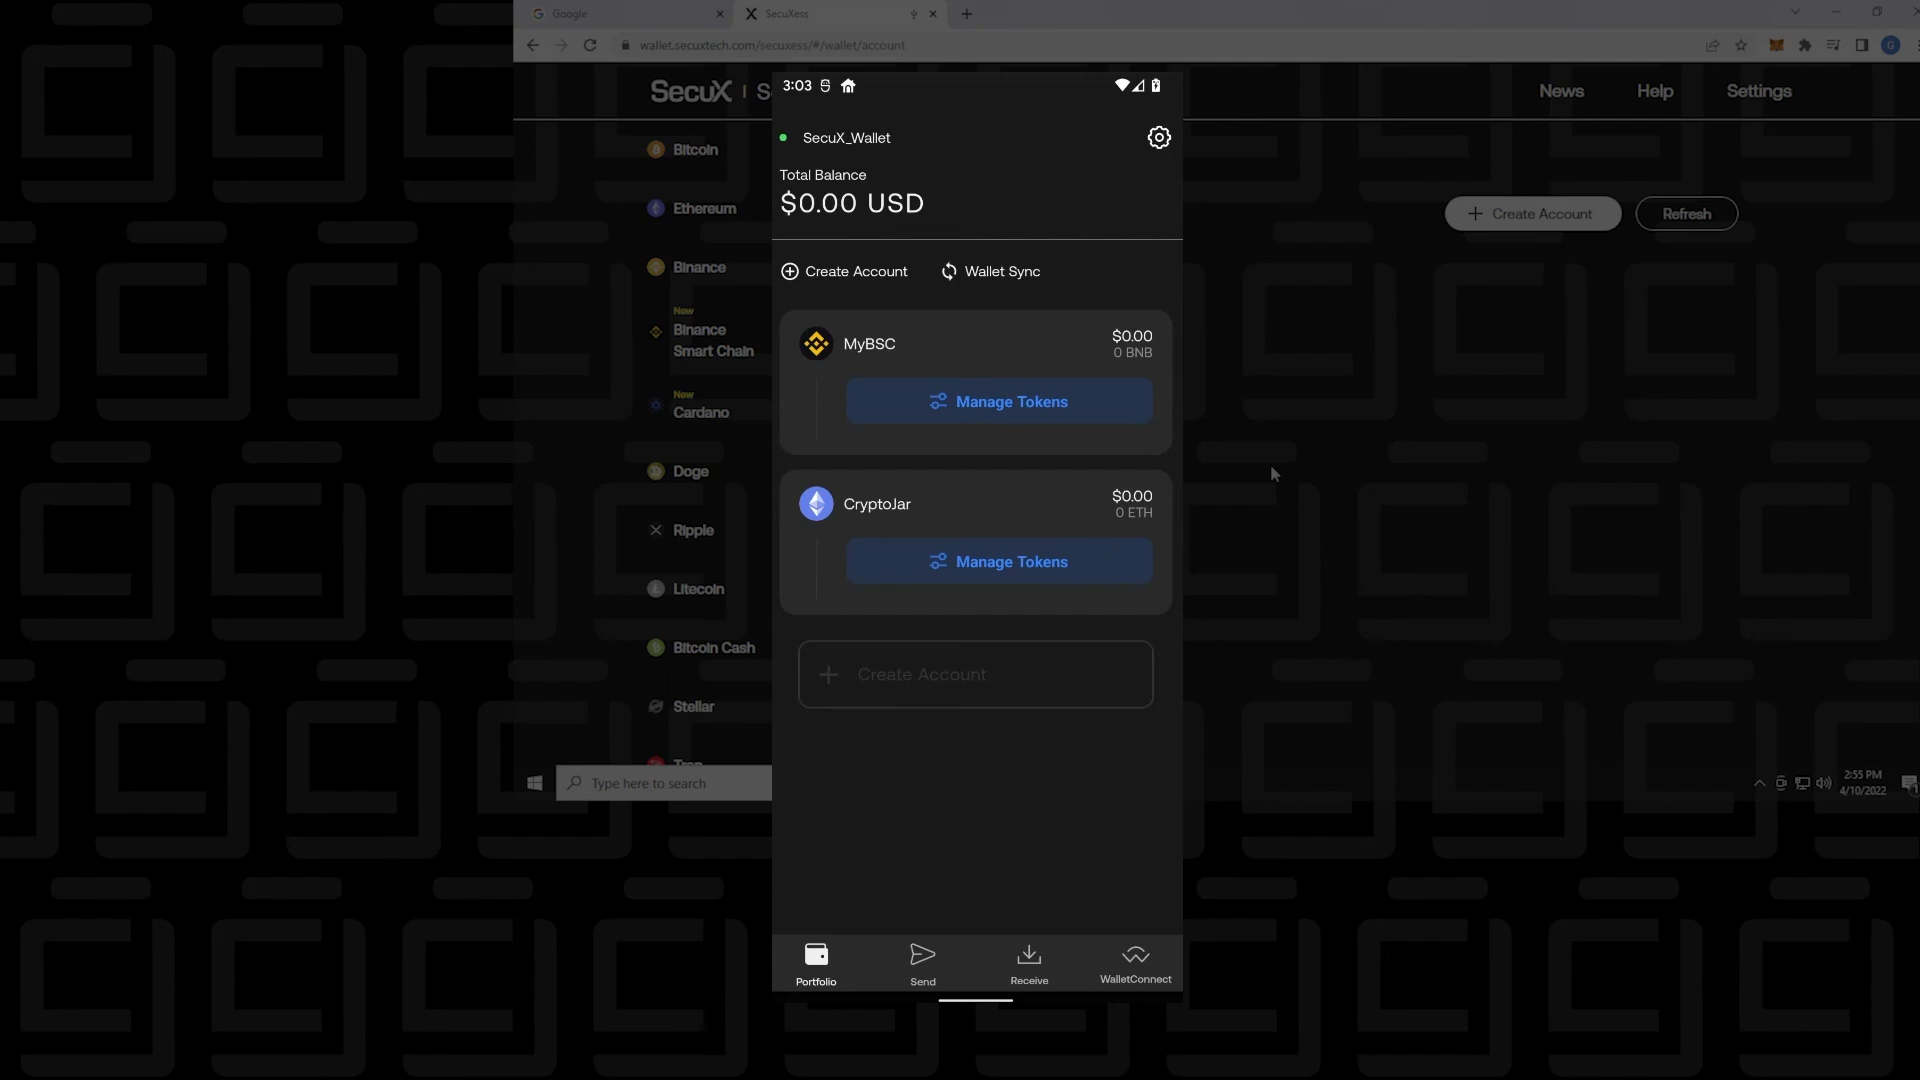 Google
SecuXess
wallet.secuxtech.com/secuxess/#/wallet/account
G
SecuX | S
News
Help
Settings
Bitcoin
Ethereum
Binance
New
Binance
Smart Chain
New
Cardano
Doge
Ripple
Litecoin
Bitcoin Cash
Stellar
Tron
+ Create Account
Refresh
3:03
SecuX_Wallet
Total Balance
$0.00 USD
Create Account
Wallet Sync
MyBSC
$0.00
0 BNB
Manage Tokens
CryptoJar
$0.00
0 ETH
Manage Tokens
+ Create Account
Portfolio
Send
Receive
WalletConnect
Type here to search
2:55 PM
4/10/2022
1